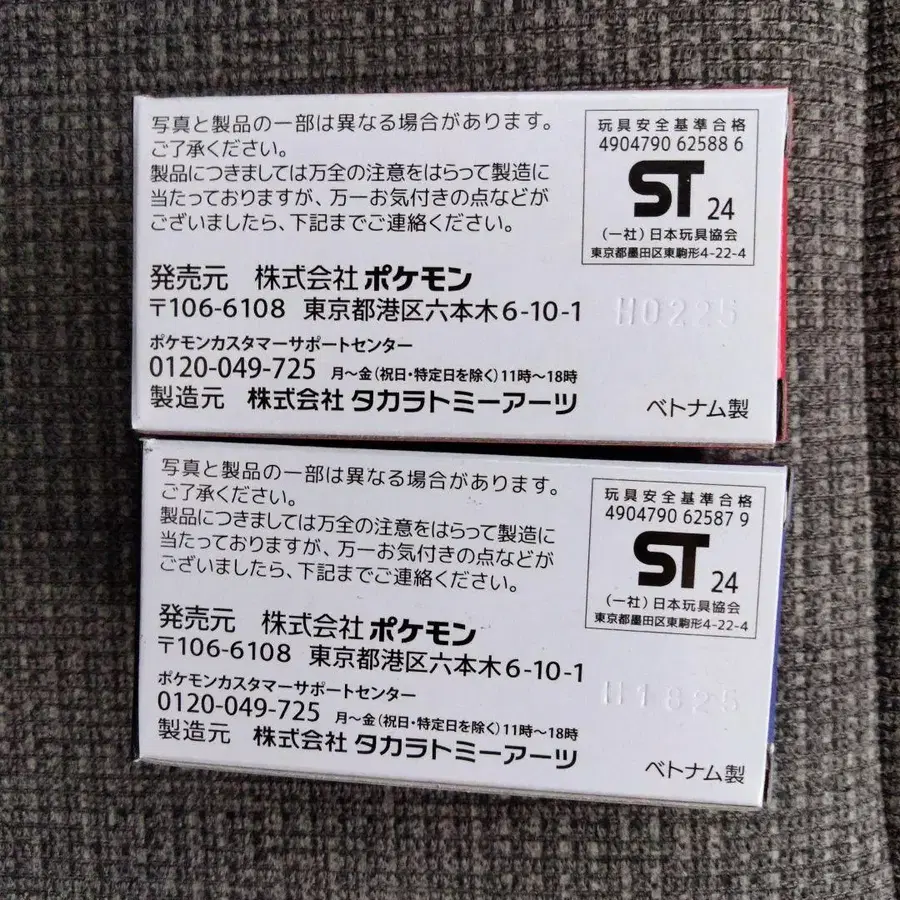 写真と製品の一部は異なる場合があります。
ご了承ください。
製品につきましては万全の注意をはらって製造に
当たっておりますが、万一お気付きの点などが
ございましたら、下記までご連絡ください。
玩具安全基準合格
4904790 62588 6
ST 24
(一社)日本玩具協会
東京都墨田区東駒形4-22-4
発売元 株式会社 ポケモン
〒106-6108 東京都港区六本木6-10-1
H0225
ポケモンカスタマーサポートセンター
0120-049-725 月〜金(祝日・特定日を除く)11時〜18時
製造元 株式会社 タカラトミーアーツ
ベトナム製
写真と製品の一部は異なる場合があります。
ご了承ください。
製品につきましては万全の注意をはらって製造に
当たっておりますが、万一お気付きの点などが
ございましたら、下記までご連絡ください。
玩具安全基準合格
4904790 62587 9
ST 24
(一社)日本玩具協会
東京都墨田区東駒形4-22-4
発売元 株式会社 ポケモン
〒106-6108 東京都港区六本木6-10-1
H1825
ポケモンカスタマーサポートセンター
0120-049-725 月〜金(祝日・特定日を除く)11時〜18時
製造元 株式会社 タカラトミーアーツ
ベトナム製